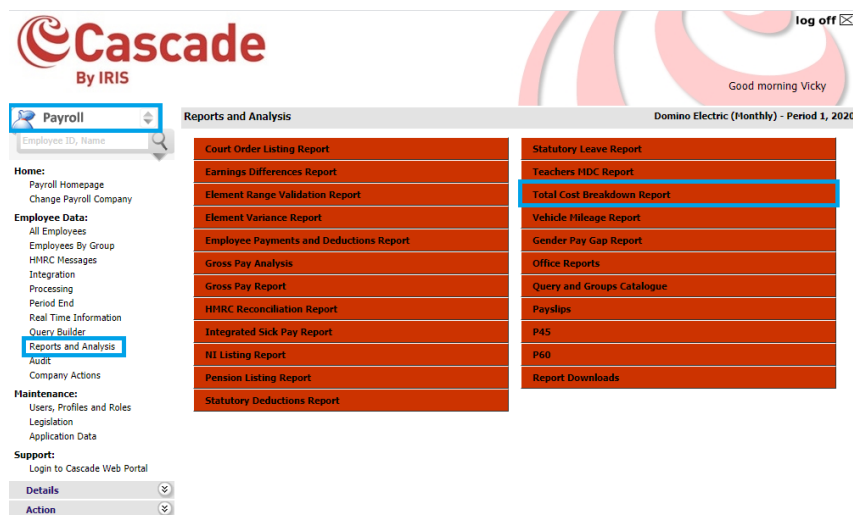 log off
Cascade
By IRIS
Good morning Vicky
Payroll
Employee ID, Name
Home:
Payroll Homepage
Change Payroll Company
Employee Data:
All Employees
Employees By Group
HMRC Messages
Integration
Processing
Period End
Real Time Information
Query Builder
Reports and Analysis
Audit
Company Actions
Maintenance:
Users, Profiles and Roles
Legislation
Application Data
Support:
Login to Cascade Web Portal
Details
Action
Reports and Analysis
Domino Electric (Monthly) - Period 1, 2020
Court Order Listing Report
Earnings Differences Report
Element Range Validation Report
Element Variance Report
Employee Payments and Deductions Report
Gross Pay Analysis
Gross Pay Report
HMRC Reconciliation Report
Integrated Sick Pay Report
NI Listing Report
Pension Listing Report
Statutory Deductions Report
Statutory Leave Report
Teachers MDC Report
Total Cost Breakdown Report
Vehicle Mileage Report
Gender Pay Gap Report
Office Reports
Query and Groups Catalogue
Payslips
P45
P60
Report Downloads